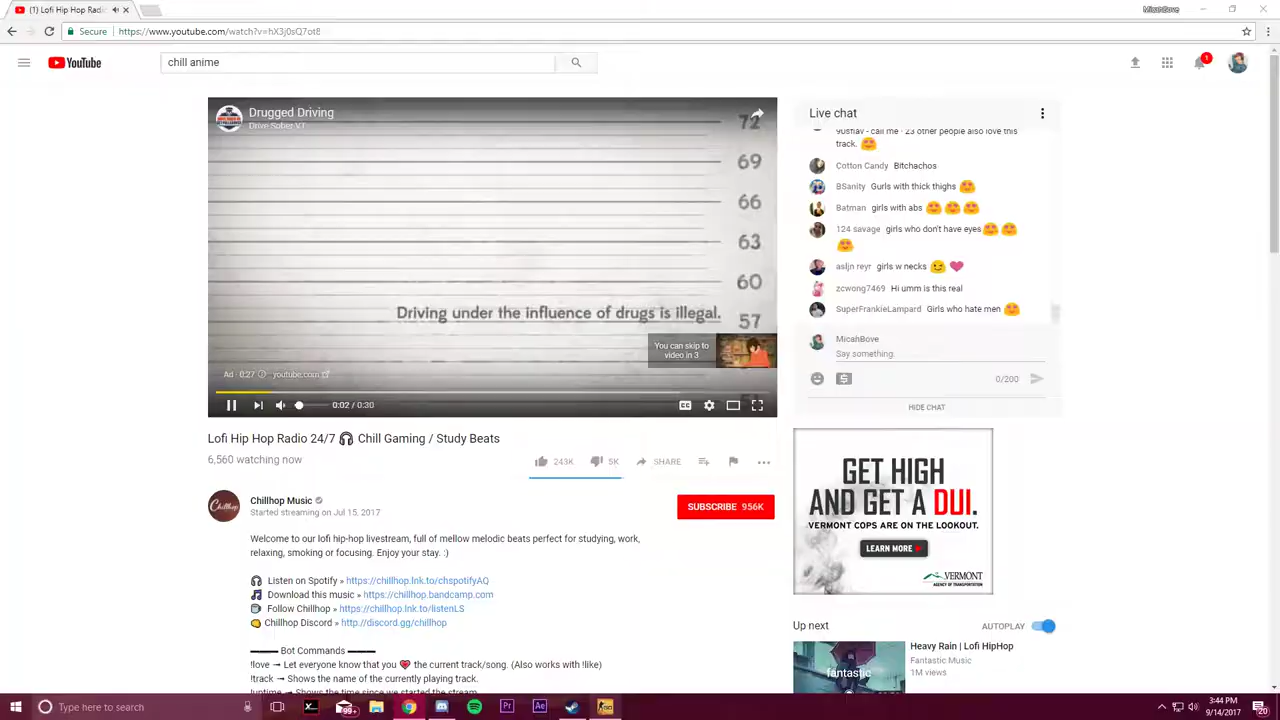 (1) Lofi Hip Hop Radio
MicahBove
Secure
https://www.youtube.com/watch?v=hX3j0sQ7ot8
YouTube
chill anime
1
Drugged Driving
Drive Sober VT
72
69
66
63
60
57
Driving under the influence of drugs is illegal.
You can skip to
video in 3
Ad · 0:27
youtube.com
0:02 / 0:30
Live chat
90sflav - call me · 23 other people also love this
track. 😍
Cotton Candy Bitchachos
BSanity Gurls with thick thighs 😍
Batman girls with abs 😍 😍 😍
124 savage girls who don't have eyes 😍 😍
😍
asljn reyr girls w necks 😉 💗
zcwong7469 Hi umm is this real
SuperFrankieLampard Girls who hate men 😍
MicahBove
Say something.
0/200
HIDE CHAT
Lofi Hip Hop Radio 24/7 🎧 Chill Gaming / Study Beats
6,560 watching now
243K
5K
SHARE
Chillhop
Chillhop Music
Started streaming on Jul 15, 2017
SUBSCRIBE 956K
Welcome to our lofi hip-hop livestream, full of mellow melodic beats perfect for studying, work,
relaxing, smoking or focusing. Enjoy your stay. :)
🎧 Listen on Spotify » https://chillhop.lnk.to/chspotifyAQ
🎵 Download this music » https://chillhop.bandcamp.com
Follow Chillhop » https://chillhop.lnk.to/listenLS
Chillhop Discord » http://discord.gg/chillhop
Bot Commands
!love → Let everyone know that you ❤ the current track/song. (Also works with !like)
!track → Shows the name of the currently playing track.
!uptime → Shows the time since we started the stream
GET HIGH
AND GET A DUI.
VERMONT COPS ARE ON THE LOOKOUT.
LEARN MORE
VERMONT
AGENCY OF TRANSPORTATION
Up next
AUTOPLAY
fantastic
Heavy Rain | Lofi HipHop
Fantastic Music
1M views
Type here to search
99+
Pr
Ae
3:44 PM
9/14/2017
20